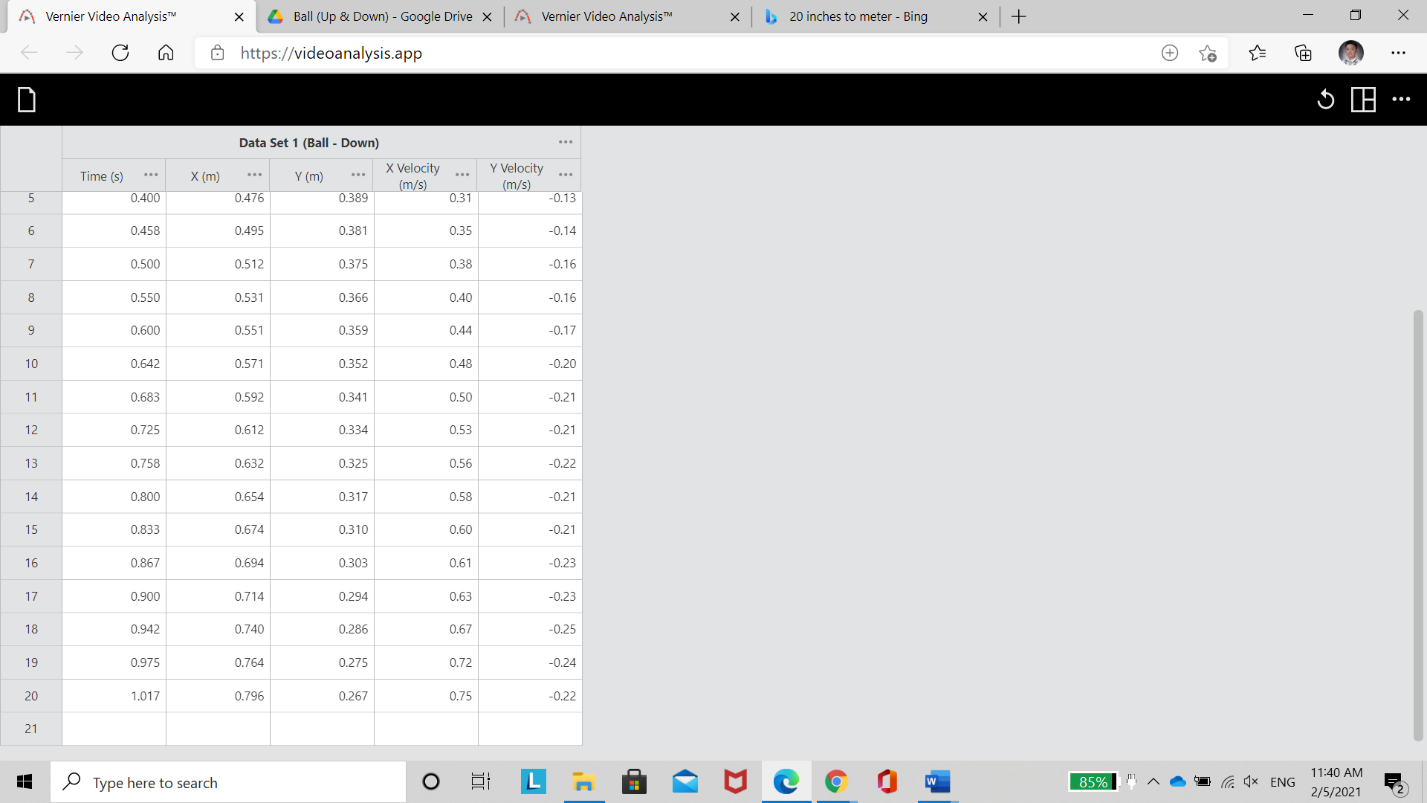 Vernier Video Analysis™ Ball (Up & Down) - Google Drive Vernier Video Analysis™ 20 inches to meter - Bing
https://videoanalysis.app
Data Set 1 (Ball - Down)
Time (s) X (m) Y (m) X Velocity (m/s) Y Velocity (m/s)
5 0.400 0.476 0.389 0.31 -0.13
6 0.458 0.495 0.381 0.35 -0.14
7 0.500 0.512 0.375 0.38 -0.16
8 0.550 0.531 0.366 0.40 -0.16
9 0.600 0.551 0.359 0.44 -0.17
10 0.642 0.571 0.352 0.48 -0.20
11 0.683 0.592 0.341 0.50 -0.21
12 0.725 0.612 0.334 0.53 -0.21
13 0.758 0.632 0.325 0.56 -0.22
14 0.800 0.654 0.317 0.58 -0.21
15 0.833 0.674 0.310 0.60 -0.21
16 0.867 0.694 0.303 0.61 -0.23
17 0.900 0.714 0.294 0.63 -0.23
18 0.942 0.740 0.286 0.67 -0.25
19 0.975 0.764 0.275 0.72 -0.24
20 1.017 0.796 0.267 0.75 -0.22
21
Type here to search L W 85% ENG 11:40 AM 2
2/5/2021